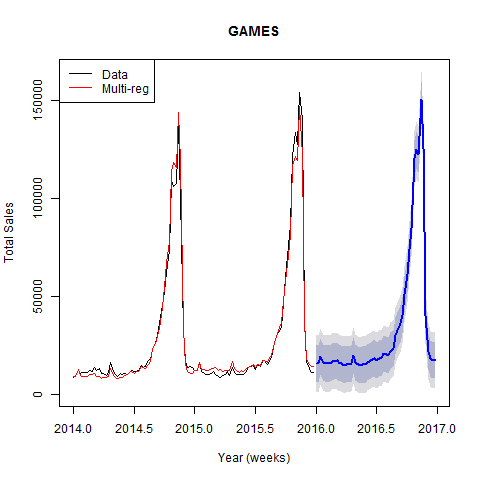 GAMES
Data
Multi-reg
Total Sales
150000
100000
50000
0
2014.0 2014.5 2015.0 2015.5 2016.0 2016.5 2017.0
Year (weeks)